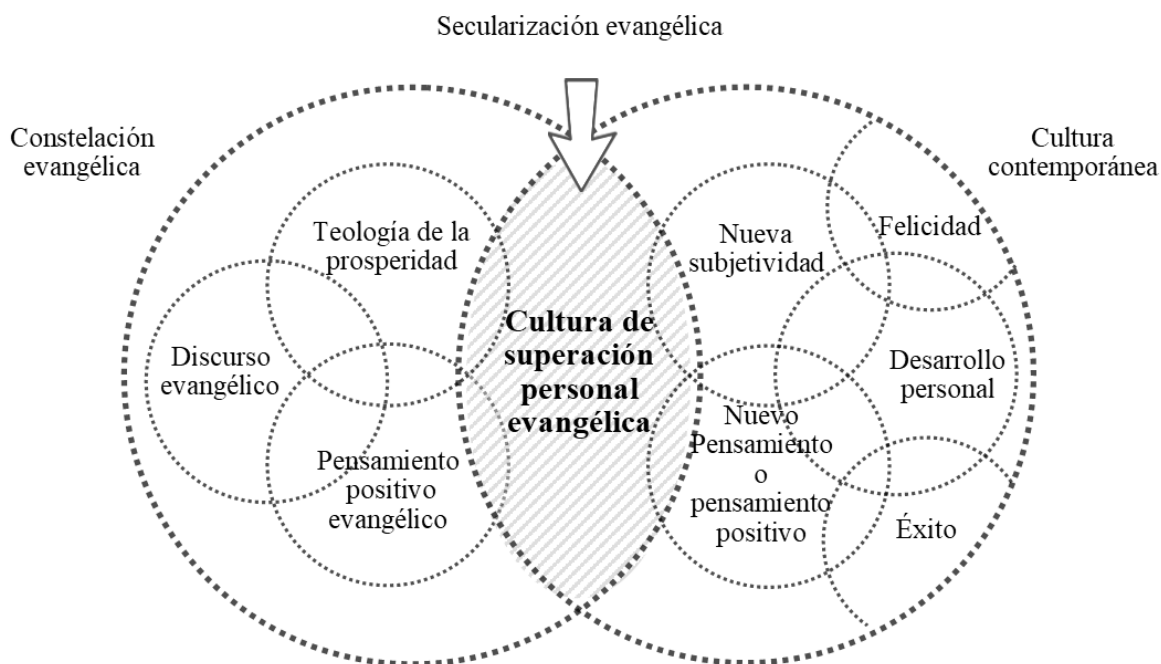 Secularización evangélica
Constelación
evangélica
Cultura
contemporánea
Teología de la
prosperidad
Discurso
evangélico
Pensamiento
positivo
evangélico
Cultura de
superación
personal
evangélica
Nueva
subjetividad
Felicidad
Desarrollo
personal
Nuevo
Pensamiento
o
pensamiento
positivo
Éxito